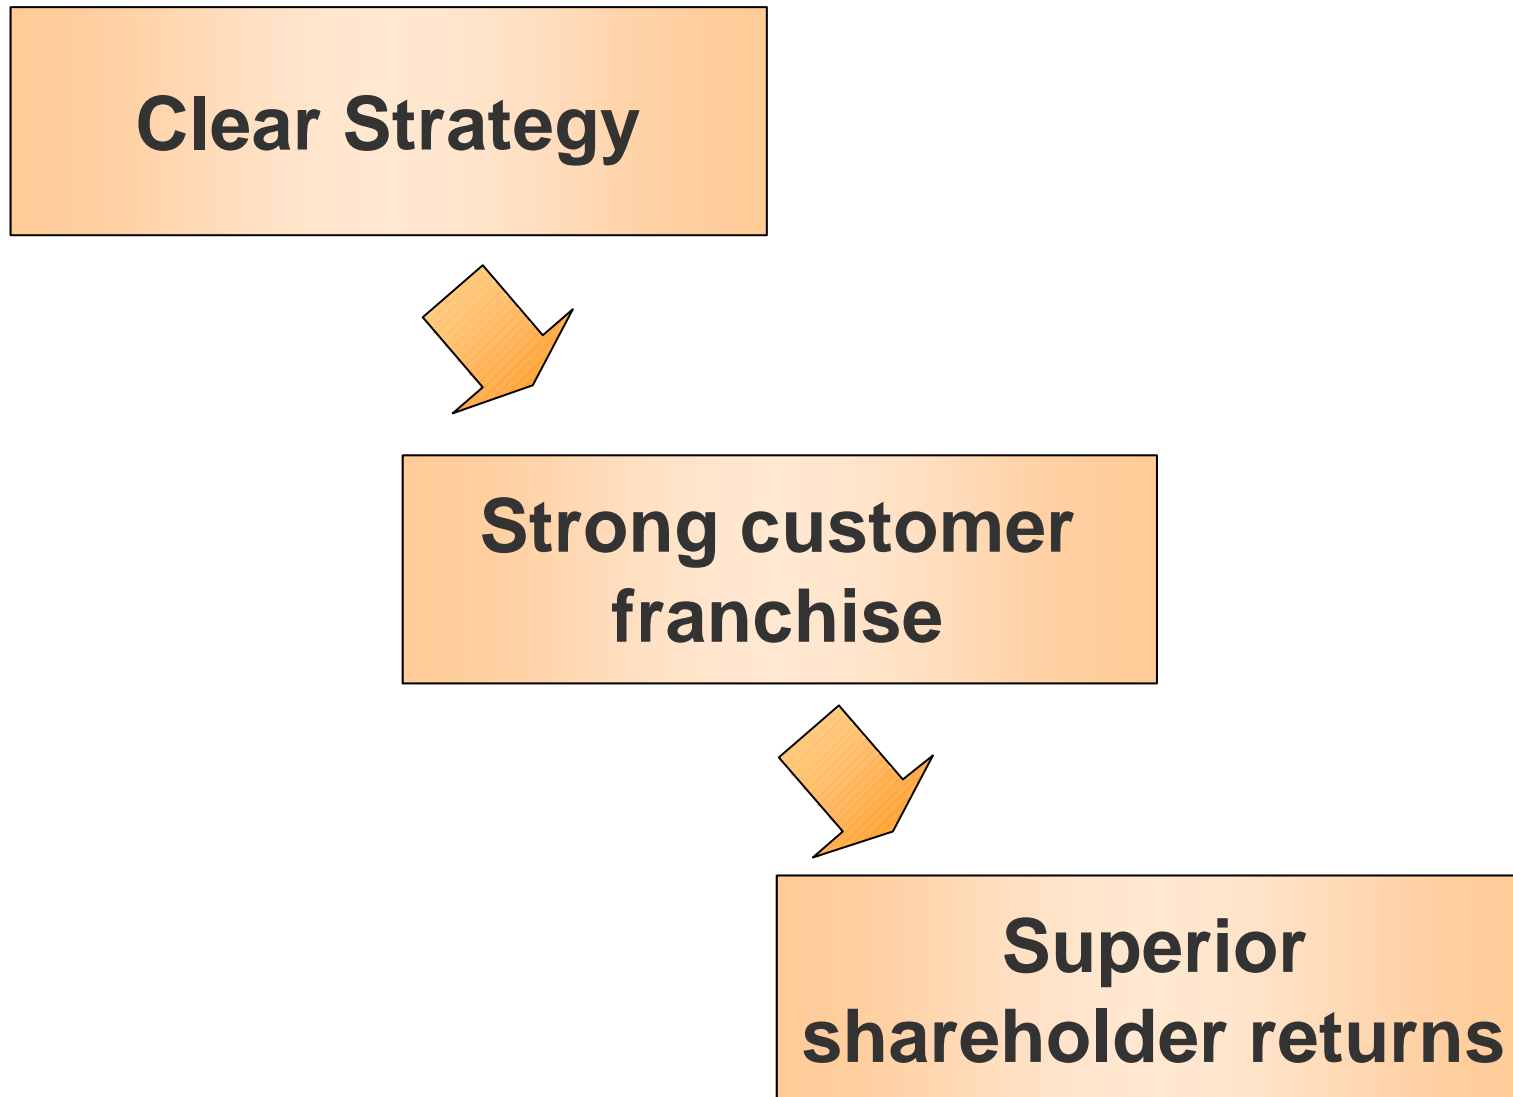 Clear Strategy
Strong customer
franchise
Superior
shareholder returns